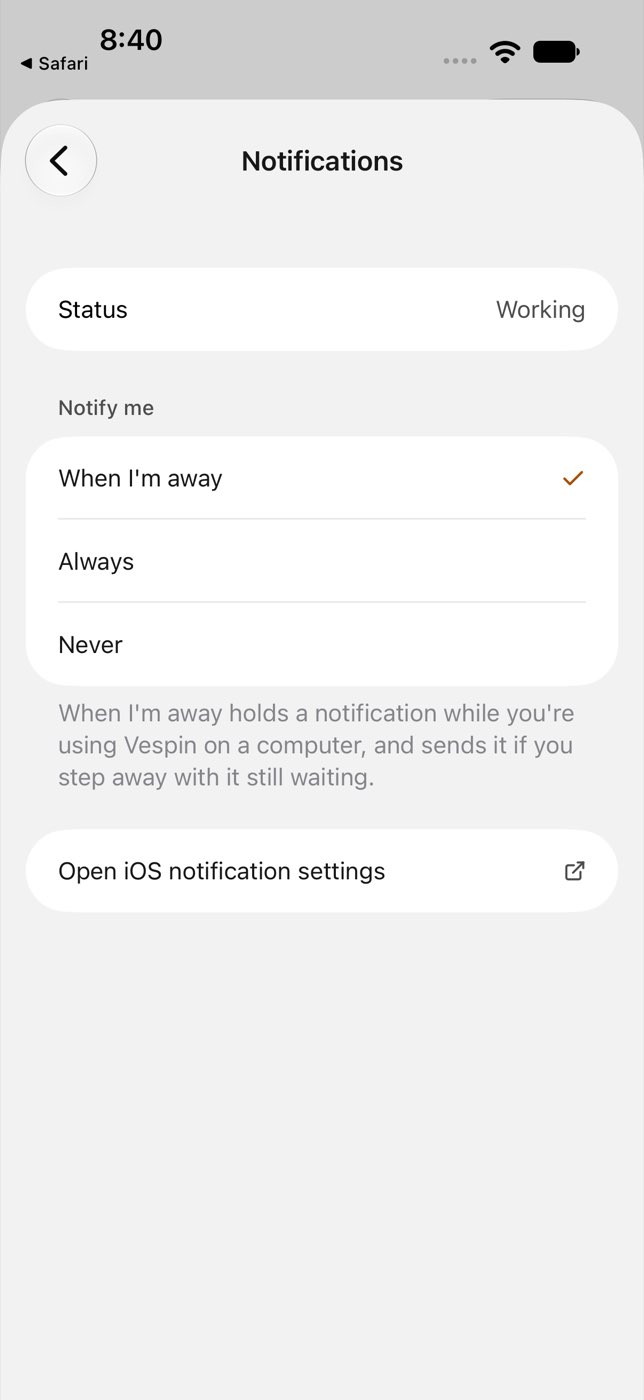 8:40
◀ Safari
Notifications
Status Working
Notify me
When I'm away
Always
Never
When I'm away holds a notification while you're
using Vespin on a computer, and sends it if you
step away with it still waiting.
Open iOS notification settings